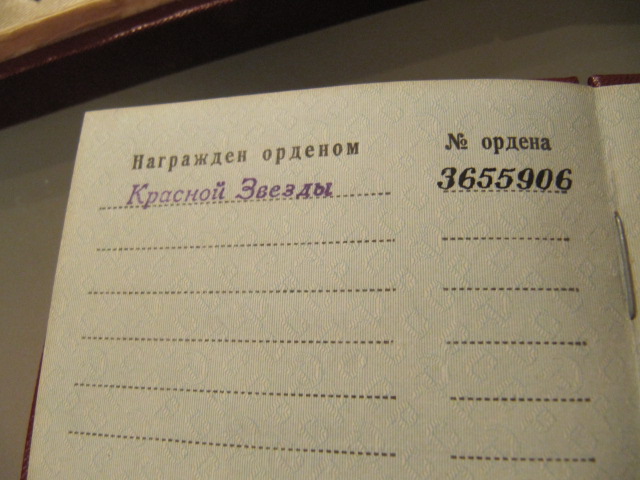 Награжден орденом № ордена
Красной Звезды 3655906